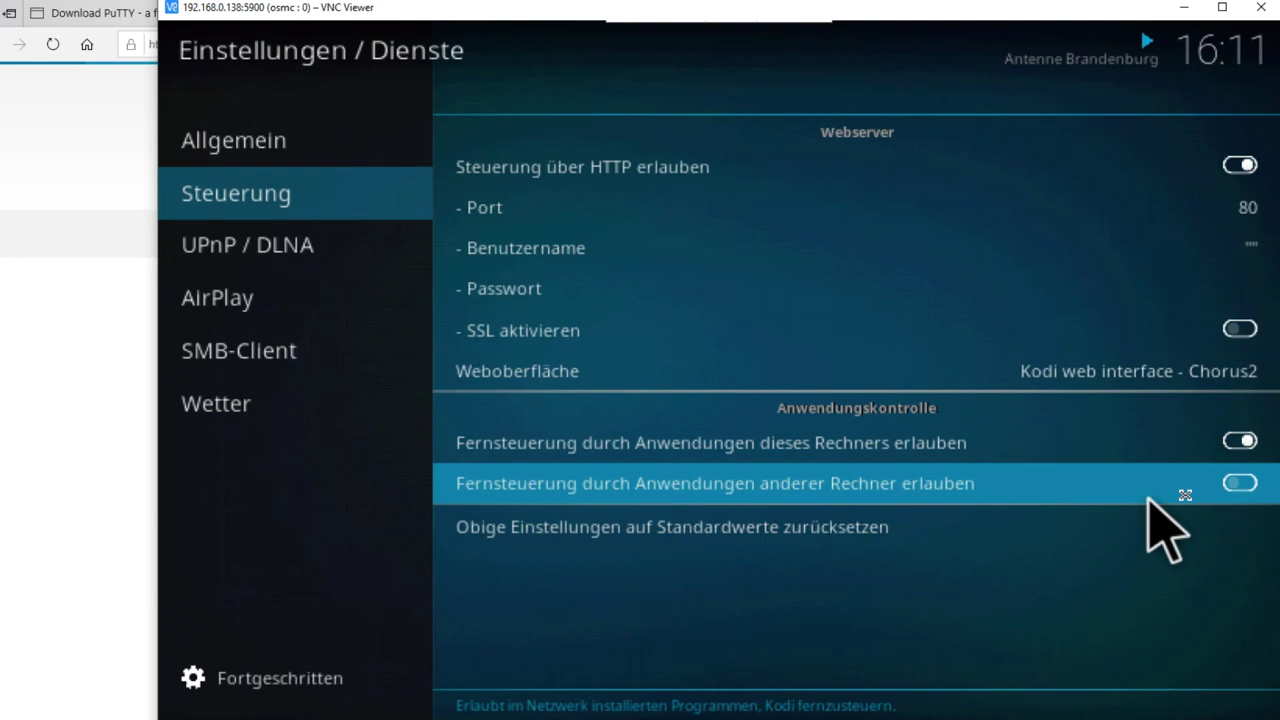 Download PuTTY - a f
192.168.0.138:5900 (osmc : 0) – VNC Viewer
Einstellungen / Dienste
Antenne Brandenburg
16:11
Allgemein
Steuerung
UPnP / DLNA
AirPlay
SMB-Client
Wetter
Fortgeschritten
Webserver
Steuerung über HTTP erlauben
- Port 80
- Benutzername ""
- Passwort
- SSL aktivieren
Weboberfläche Kodi web interface - Chorus2
Anwendungskontrolle
Fernsteuerung durch Anwendungen dieses Rechners erlauben
Fernsteuerung durch Anwendungen anderer Rechner erlauben
Obige Einstellungen auf Standardwerte zurücksetzen
Erlaubt im Netzwerk installierten Programmen, Kodi fernzusteuern.